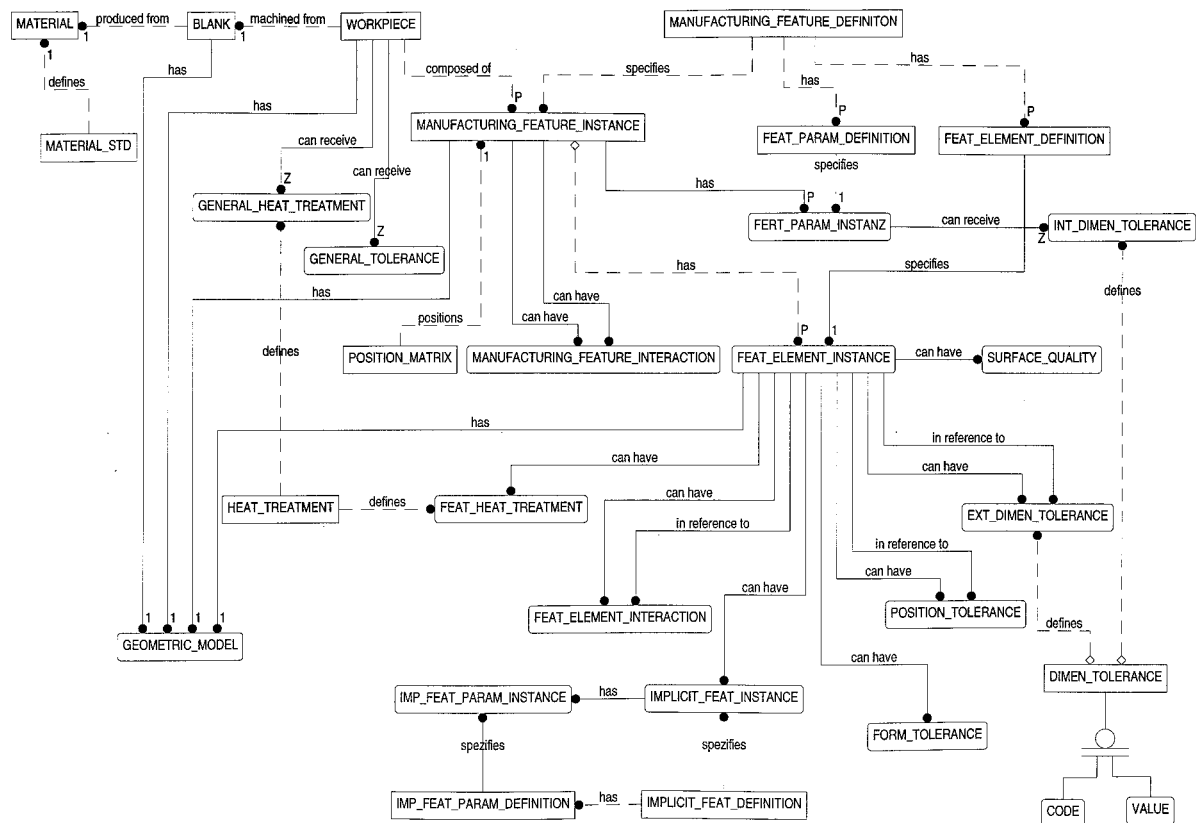 MATERIAL
produced from
1
BLANK
machined from
1
WORKPIECE
MANUFACTURING_FEATURE_DEFINITON
1
has
composed of
specifies
has
has
defines
has
P
P
P
MANUFACTURING_FEATURE_INSTANCE
FEAT_PARAM_DEFINITION
FEAT_ELEMENT_DEFINITION
MATERIAL_STD
can receive
1
specifies
can receive
has
Z
P
1
GENERAL_HEAT_TREATMENT
FERT_PARAM_INSTANZ
can receive
Z
INT_DIMEN_TOLERANCE
Z
GENERAL_TOLERANCE
has
has
specifies
defines
positions
can have
can have
defines
P
1
POSITION_MATRIX
MANUFACTURING_FEATURE_INTERACTION
FEAT_ELEMENT_INSTANCE
can have
SURFACE_QUALITY
has
in reference to
can have
can have
can have
HEAT_TREATMENT
defines
FEAT_HEAT_TREATMENT
EXT_DIMEN_TOLERANCE
in reference to
in reference to
can have
can have
1
1
1
1
FEAT_ELEMENT_INTERACTION
POSITION_TOLERANCE
defines
GEOMETRIC_MODEL
can have
DIMEN_TOLERANCE
IMP_FEAT_PARAM_INSTANCE
has
IMPLICIT_FEAT_INSTANCE
FORM_TOLERANCE
spezifies
spezifies
IMP_FEAT_PARAM_DEFINITION
has
IMPLICIT_FEAT_DEFINITION
CODE
VALUE